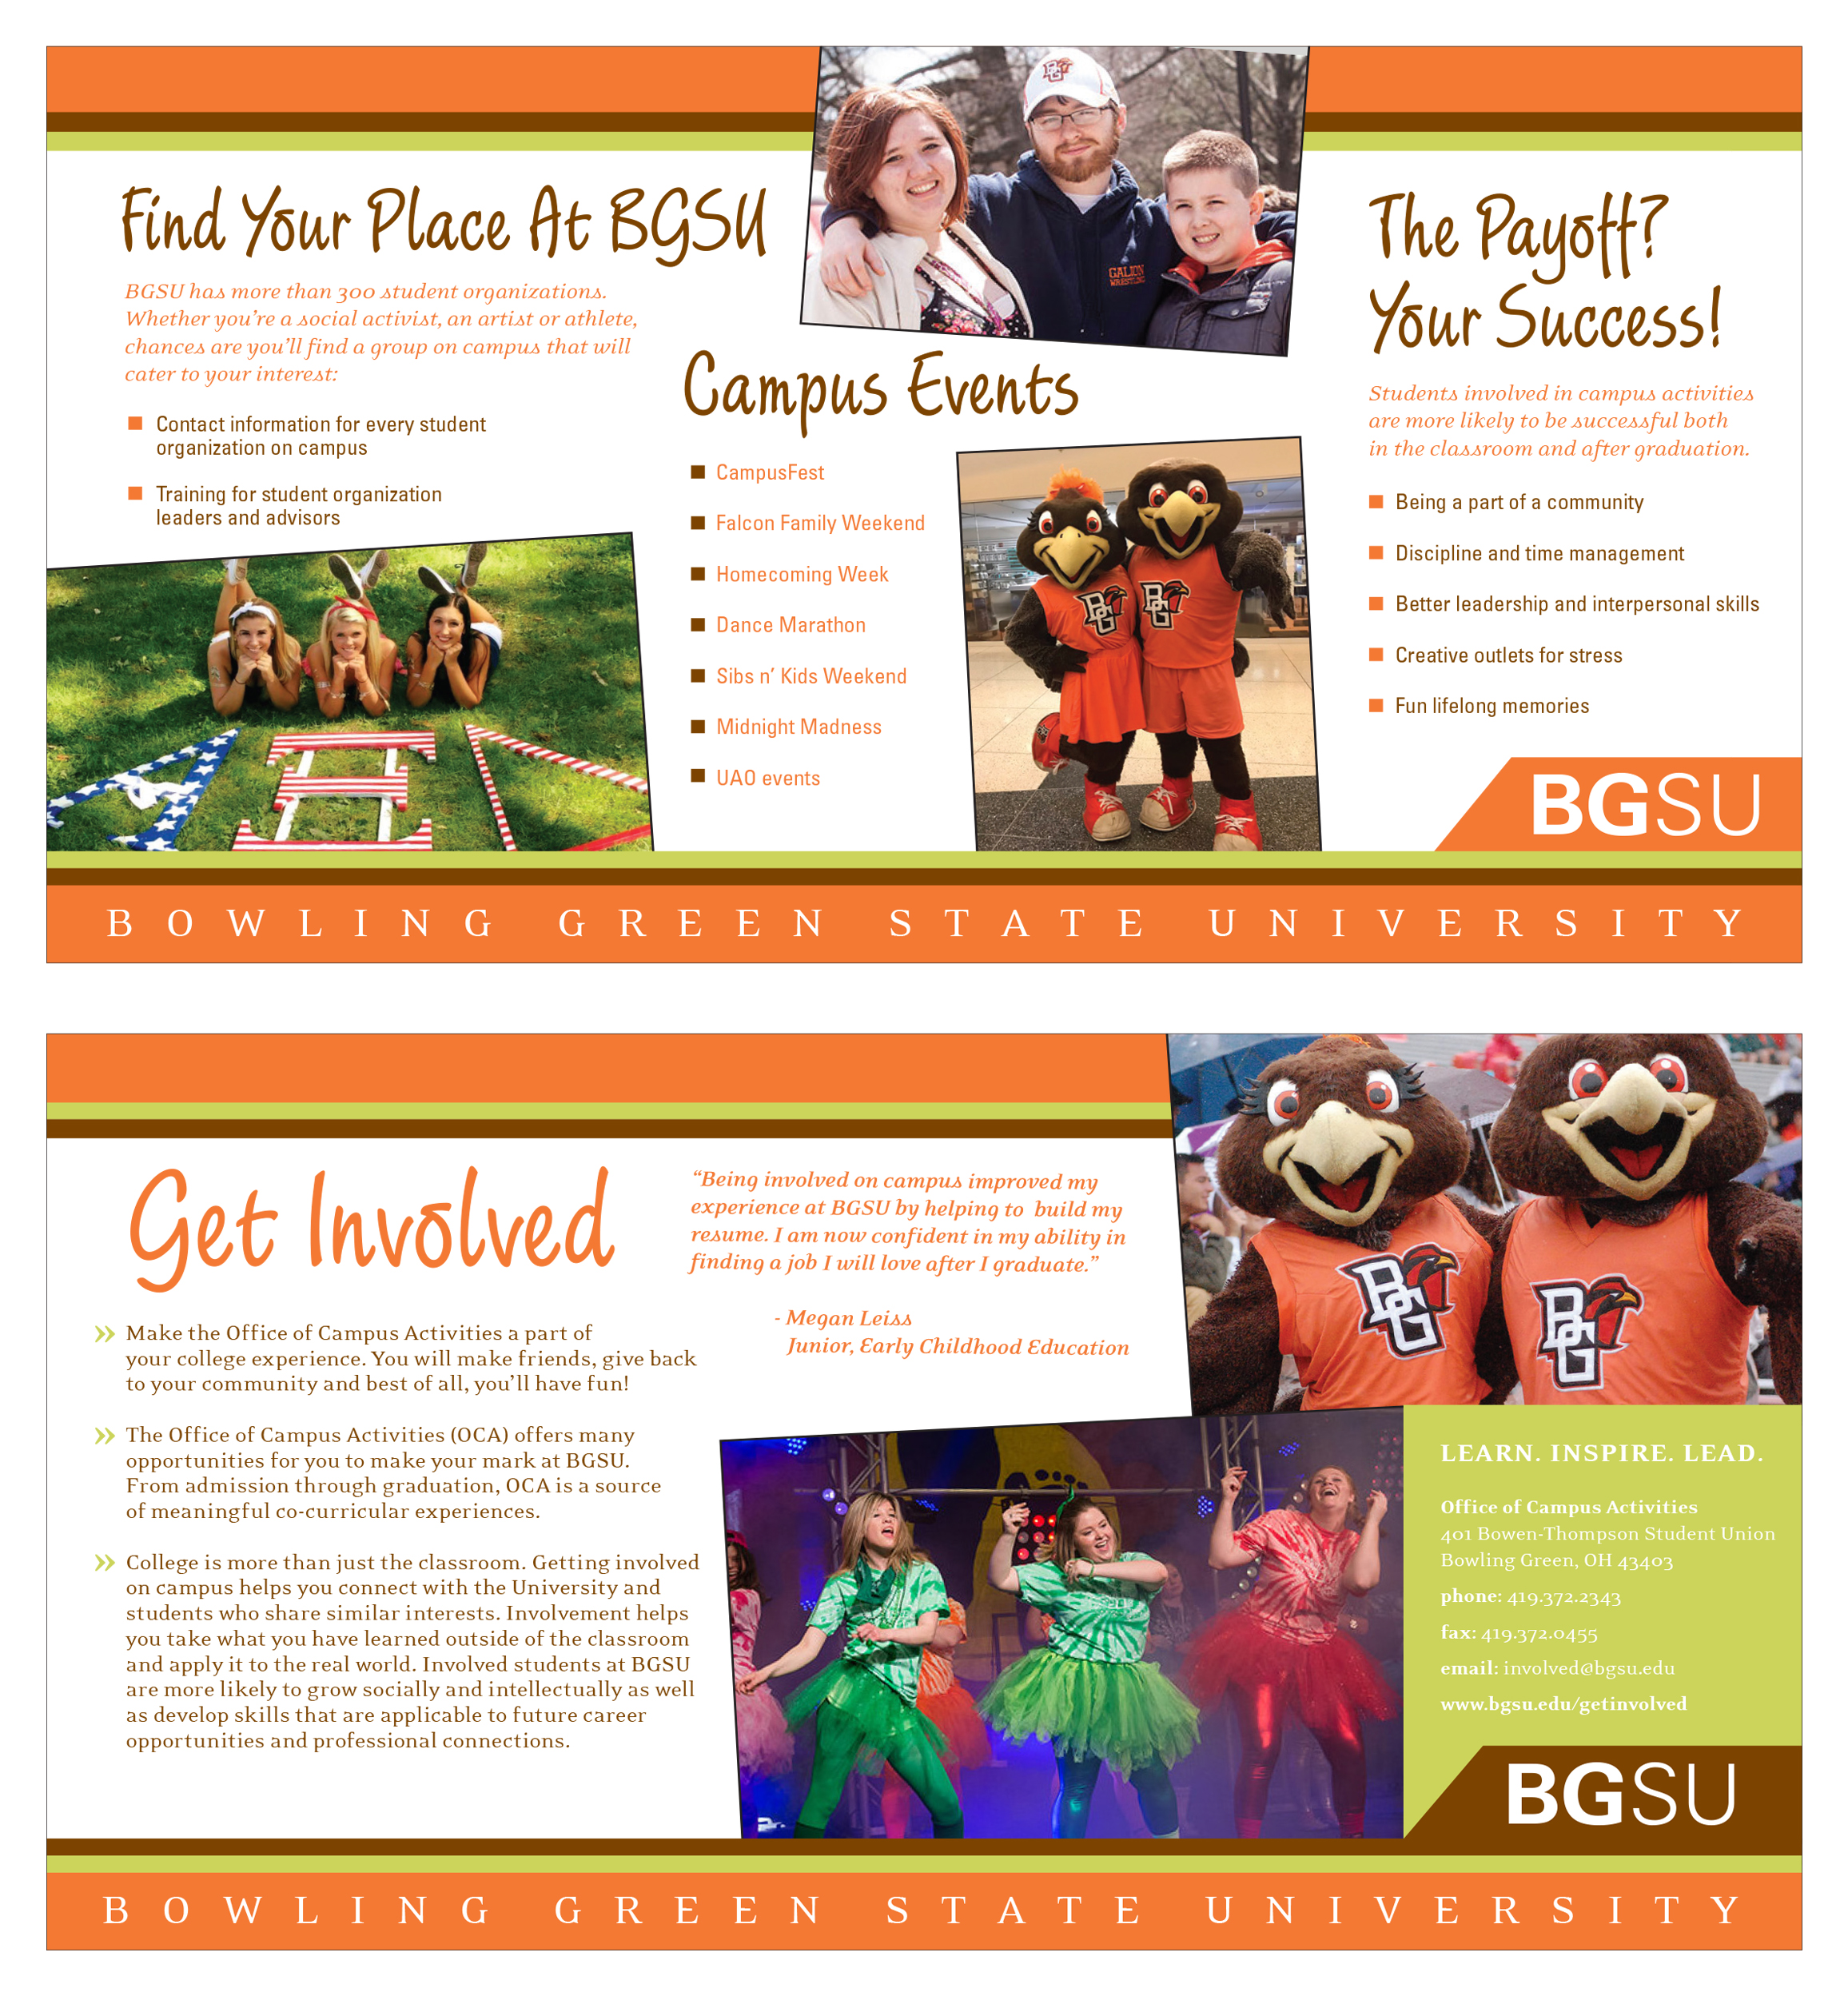 Find Your Place At BGSU
BGSU has more than 300 student organizations.
Whether you're a social activist, an artist or athlete,
chances are you'll find a group on campus that will
cater to your interest:
Contact information for every student
organization on campus
Training for student organization
leaders and advisors
BG
GALION
WRESTLING
Campus Events
CampusFest
Falcon Family Weekend
Homecoming Week
Dance Marathon
Sibs n' Kids Weekend
Midnight Madness
UAO events
BG
BG
The Payoff?
Your Success!
Students involved in campus activities
are more likely to be successful both
in the classroom and after graduation.
Being a part of a community
Discipline and time management
Better leadership and interpersonal skills
Creative outlets for stress
Fun lifelong memories
BGSU
BOWLING GREEN STATE UNIVERSITY
Get Involved
» Make the Office of Campus Activities a part of
your college experience. You will make friends, give back
to your community and best of all, you'll have fun!
» The Office of Campus Activities (OCA) offers many
opportunities for you to make your mark at BGSU.
From admission through graduation, OCA is a source
of meaningful co-curricular experiences.
» College is more than just the classroom. Getting involved
on campus helps you connect with the University and
students who share similar interests. Involvement helps
you take what you have learned outside of the classroom
and apply it to the real world. Involved students at BGSU
are more likely to grow socially and intellectually as well
as develop skills that are applicable to future career
opportunities and professional connections.
“Being involved on campus improved my
experience at BGSU by helping to build my
resume. I am now confident in my ability in
finding a job I will love after I graduate.”
- Megan Leiss
Junior, Early Childhood Education
BG
BG
LEARN. INSPIRE. LEAD.
Office of Campus Activities
401 Bowen-Thompson Student Union
Bowling Green, OH 43403
phone: 419.372.2343
fax: 419.372.0455
email: involved@bgsu.edu
www.bgsu.edu/getinvolved
BGSU
BOWLING GREEN STATE UNIVERSITY